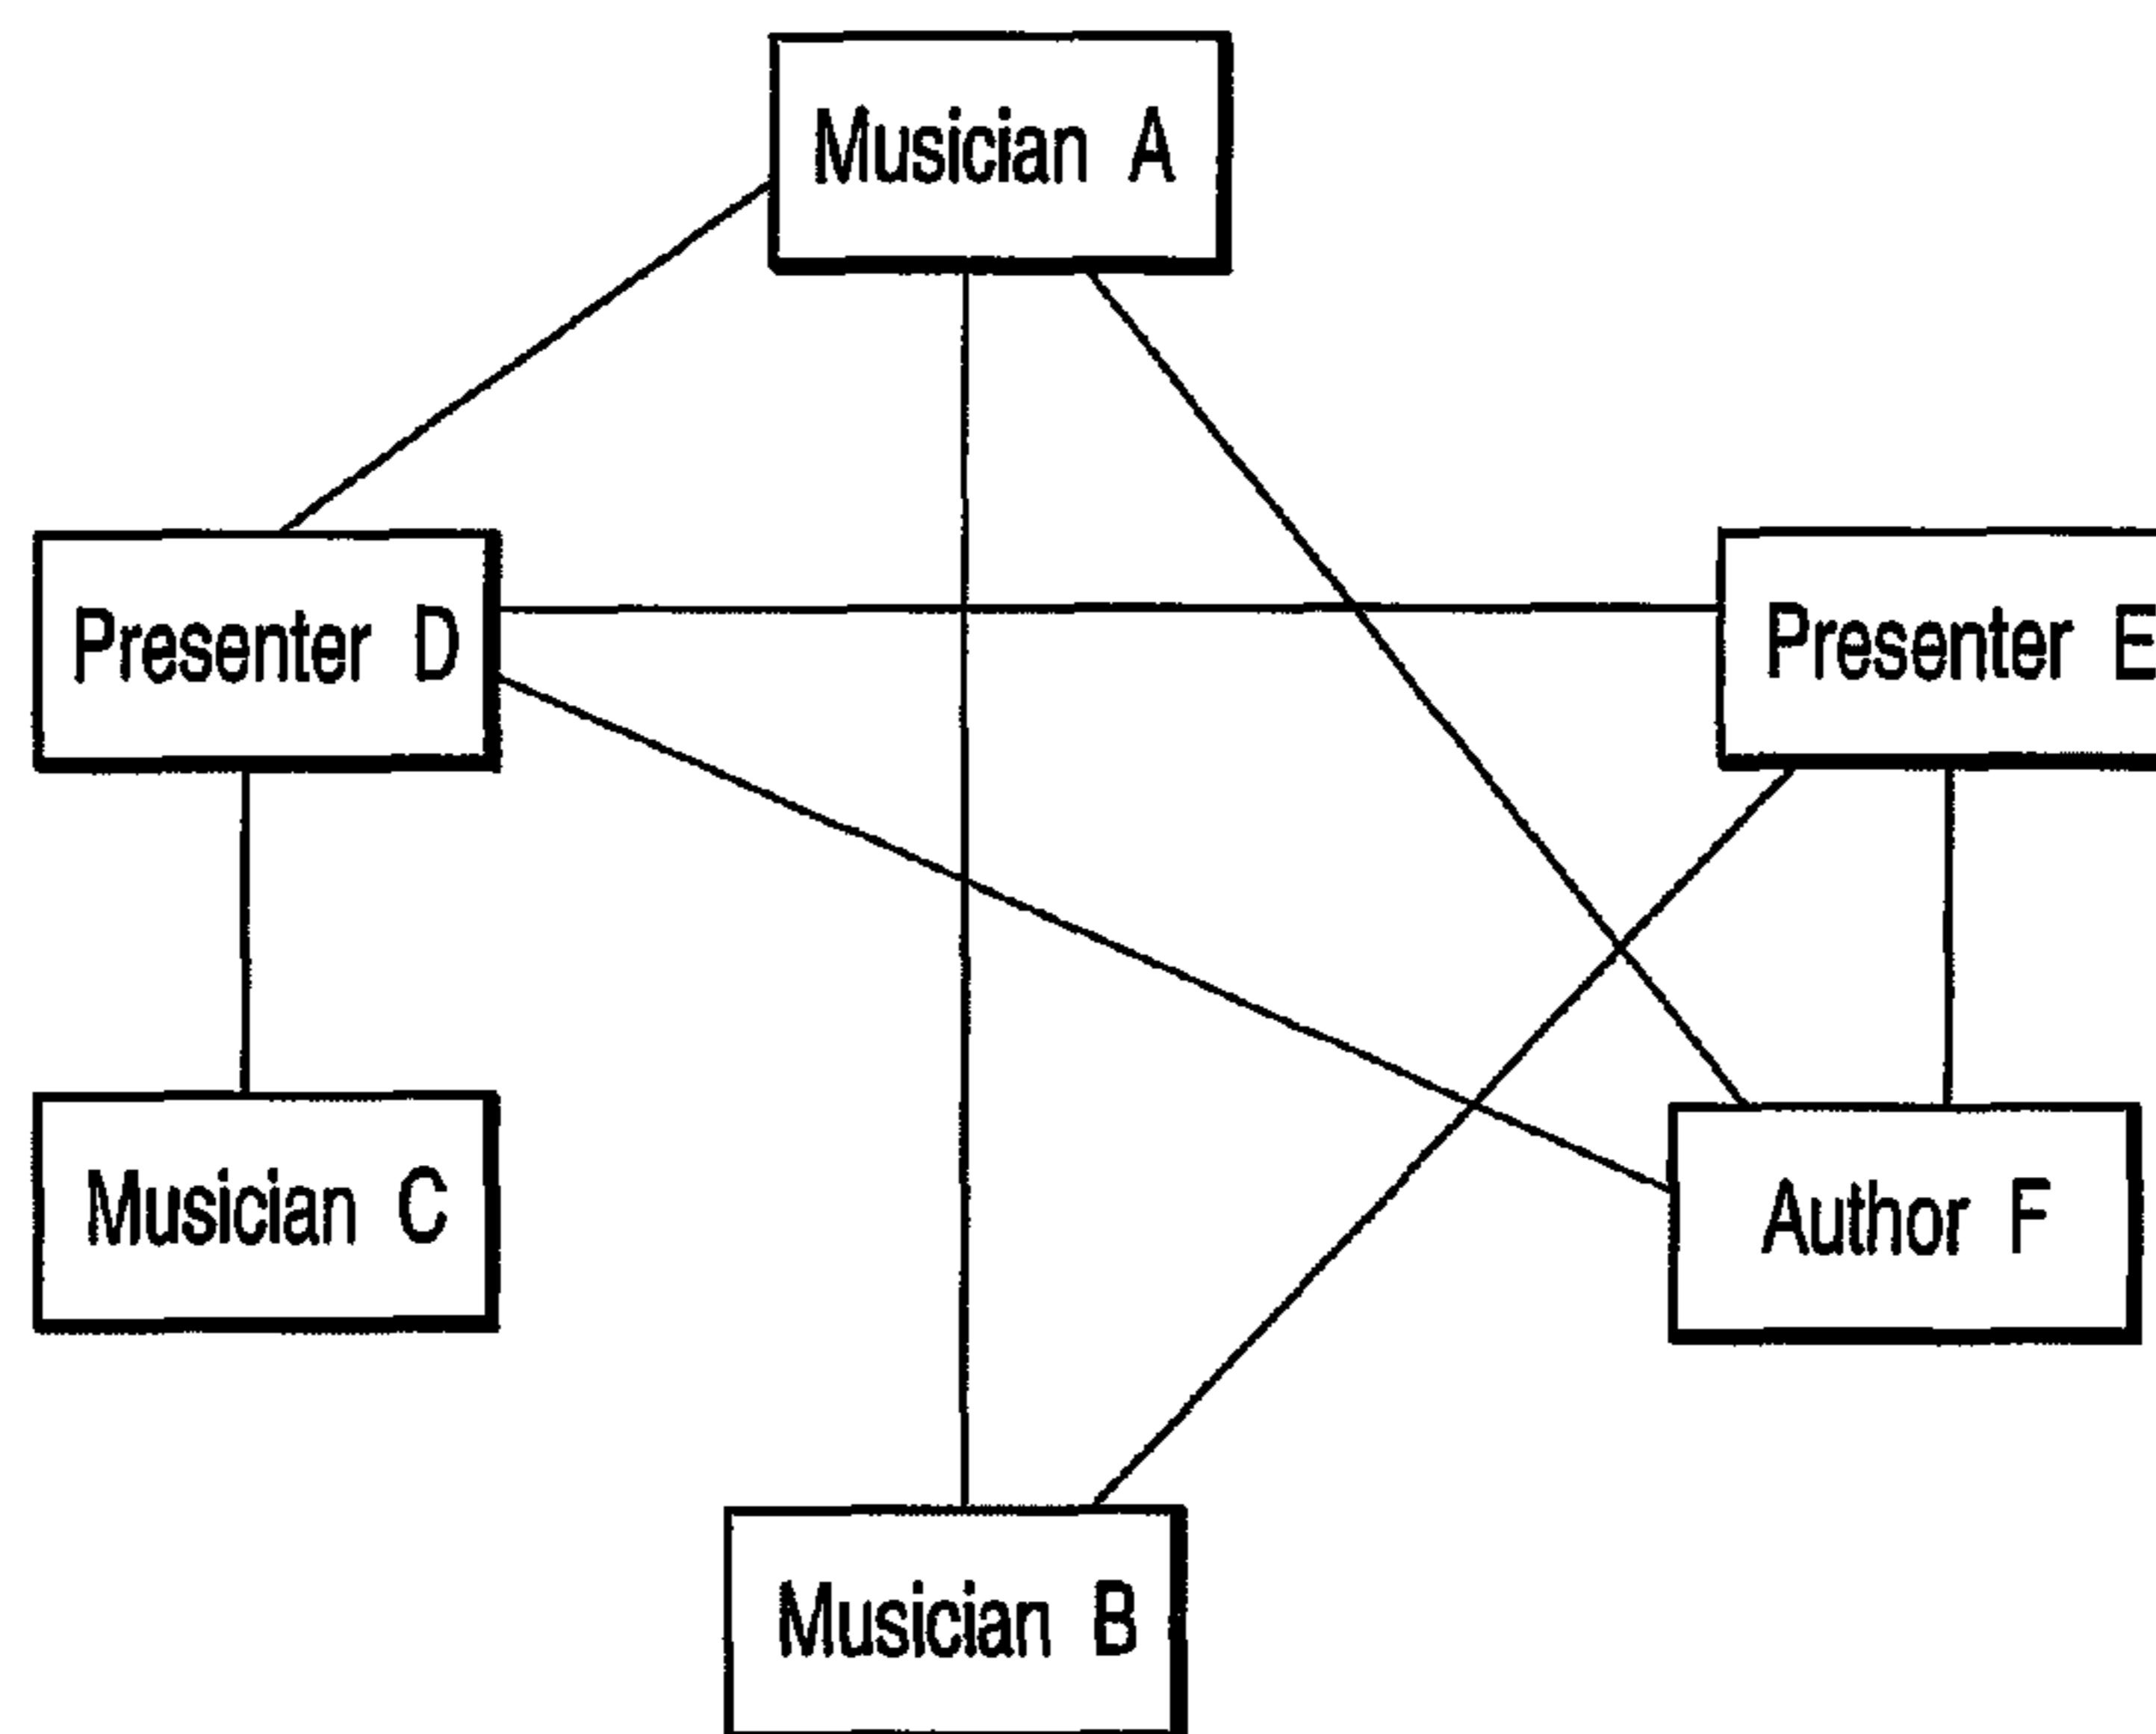 Musician A
Presenter D
Presenter E
Musician C
Author F
Musician B